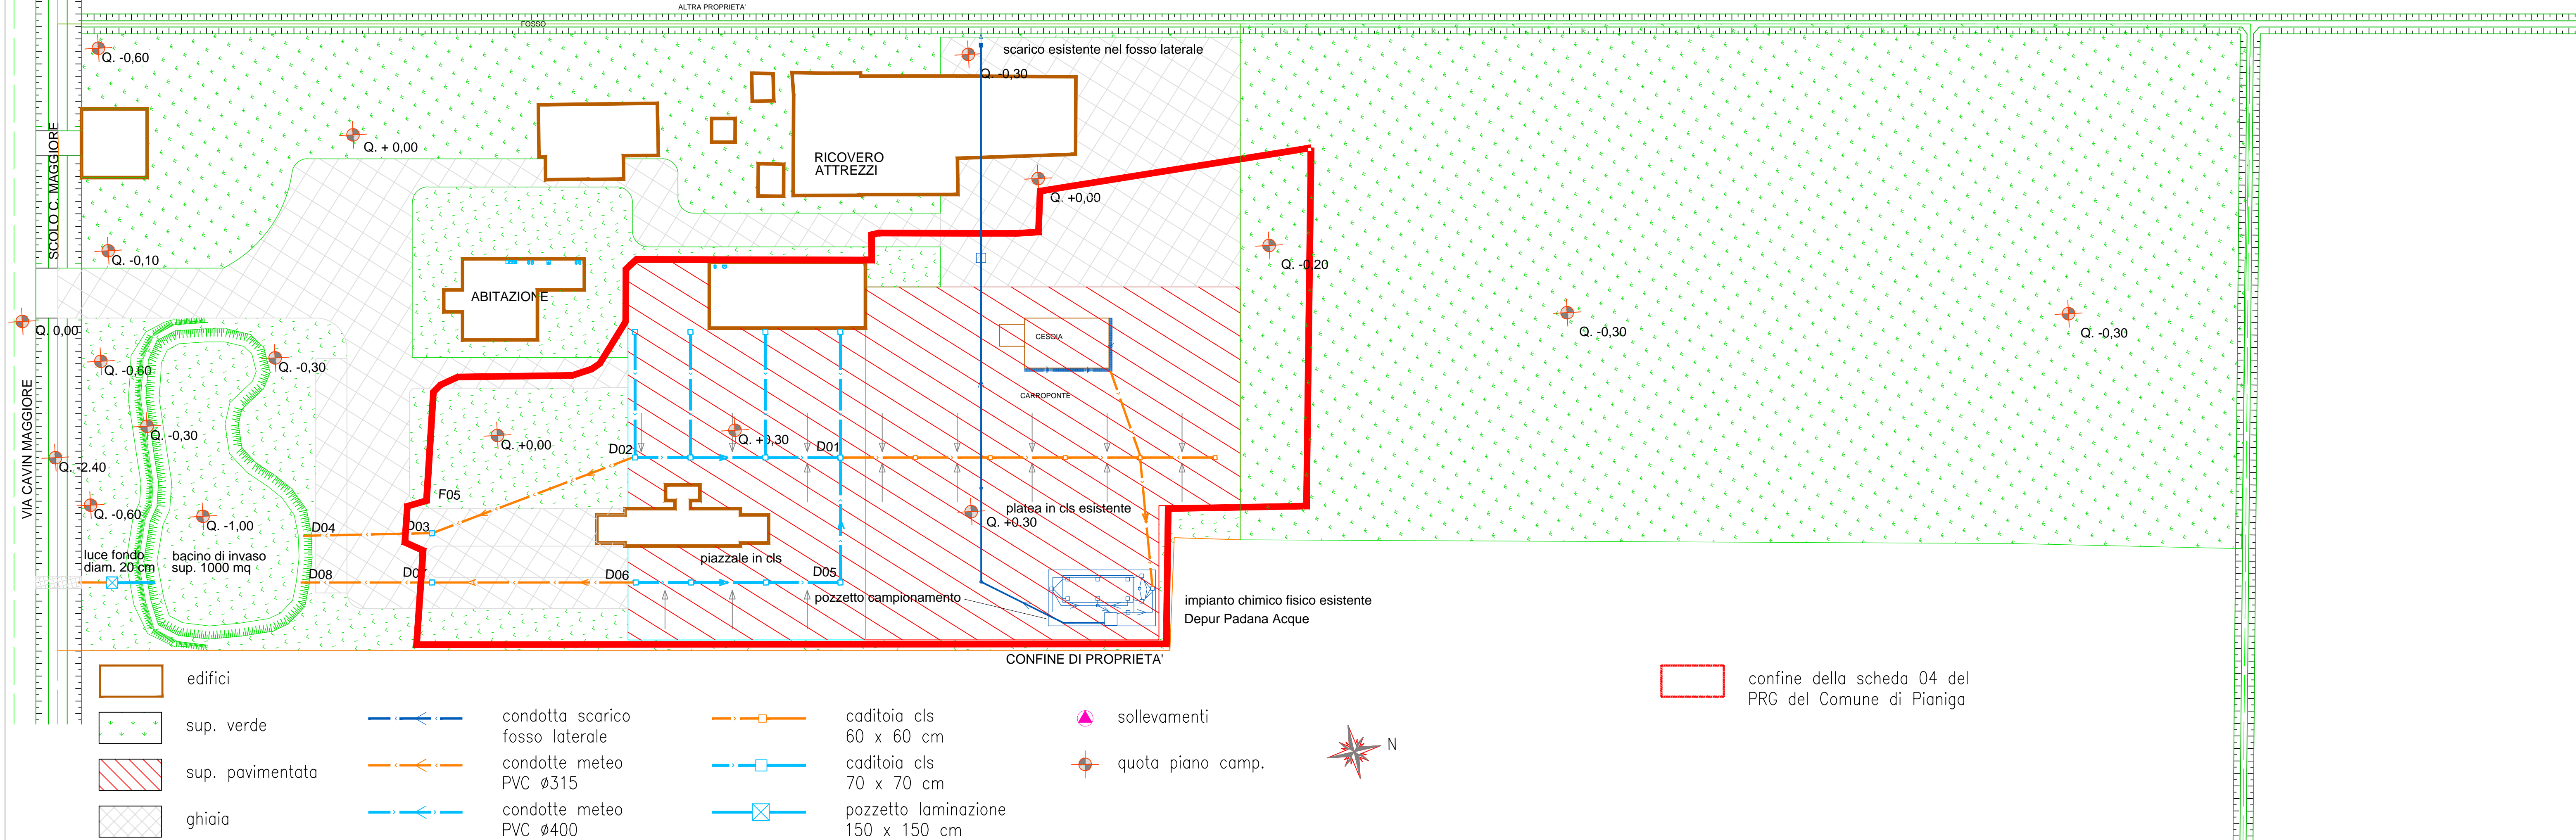 ALTRA PROPRIETA'
fosso
scarico esistente nel fosso laterale
Q. -0,60
Q. -0,30
Q. + 0,00
SCOLO C. MAGGIORE
RICOVERO
ATTREZZI
Q. +0,00
Q. -0,10
Q. -0,20
ABITAZIONE
Q. 0,00
Q. -0,30
Q. -0,30
CESOIA
Q. -0,60
Q. -0,30
CARROPONTE
VIA CAVIN MAGGIORE
Q. -0,30
Q. +0,00
Q. +0,30
D01
D02
Q. -2.40
F05
Q. -0,60
Q. -1,00
D04
D03
platea in cls esistente
Q. +0.30
luce fondo
diam. 20 cm
bacino di invaso
sup. 1000 mq
piazzale in cls
D08
D07
D06
D05
pozzetto campionamento
impianto chimico fisico esistente
Depur Padana Acque
CONFINE DI PROPRIETA'
edifici
confine della scheda 04 del
PRG del Comune di Pianiga
sup. verde
condotta scarico
fosso laterale
caditoia cls
60 x 60 cm
sollevamenti
N
sup. pavimentata
condotte meteo
PVC ø315
caditoia cls
70 x 70 cm
quota piano camp.
ghiaia
condotte meteo
PVC ø400
pozzetto laminazione
150 x 150 cm